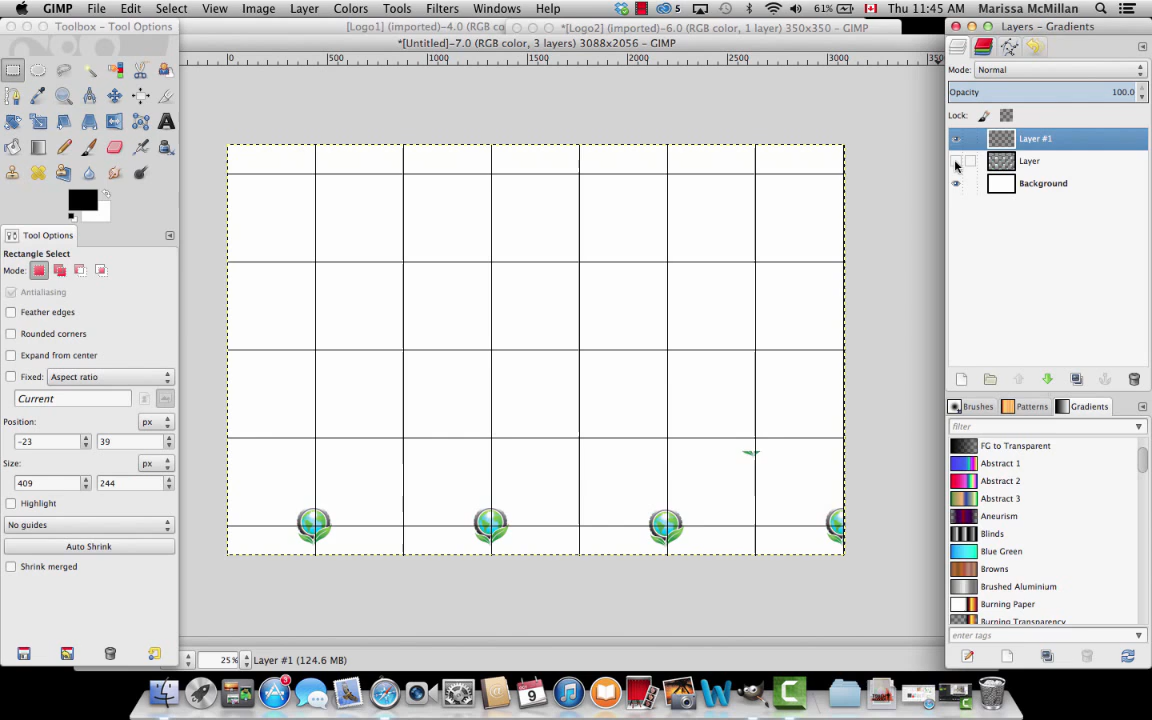 GIMP File Edit Select View Image Layer Colors Tools Filters Windows Help 5 61% Thu 11:45 AM Marissa McMillan
Toolbox - Tool Options
[Logo1] (imported)-4.0 (RGB co
*[Logo2] (imported)-6.0 (RGB color, 1 layer) 350x350 – GIMP
Layers - Gradients
*[Untitled]-7.0 (RGB color, 3 layers) 3088x2056 – GIMP
0 500 1000 1500 2000 2500 3000 350
Mode: Normal
Opacity 100.0
Lock:
Layer #1
Layer
Background
Tool Options
Rectangle Select
Mode:
Antialiasing
Feather edges
Rounded corners
Expand from center
Fixed: Aspect ratio
Current
Position: px
-23 39
Size: px
409 244
Highlight
No guides
Auto Shrink
Shrink merged
Brushes Patterns Gradients
filter
FG to Transparent
Abstract 1
Abstract 2
Abstract 3
Aneurism
Blinds
Blue Green
Browns
Brushed Aluminium
Burning Paper
Burning Transparency
enter tags
25% Layer #1 (124.6 MB)
3
9